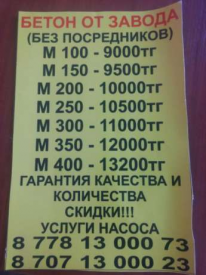 БЕТОН ОТ ЗАВОДА
(БЕЗ ПОСРЕДНИКОВ)
М 100 - 9000тг
М 150 - 9500тг
М 200 - 10000тг
М 250 - 10500тг
М 300 - 11000тг
М 350 - 12000тг
М 400 - 13200тг
ГАРАНТИЯ КАЧЕСТВА И
КОЛИЧЕСТВА
СКИДКИ!!!
УСЛУГИ НАСОСА
8 778 13 000 73
8 707 13 000 23